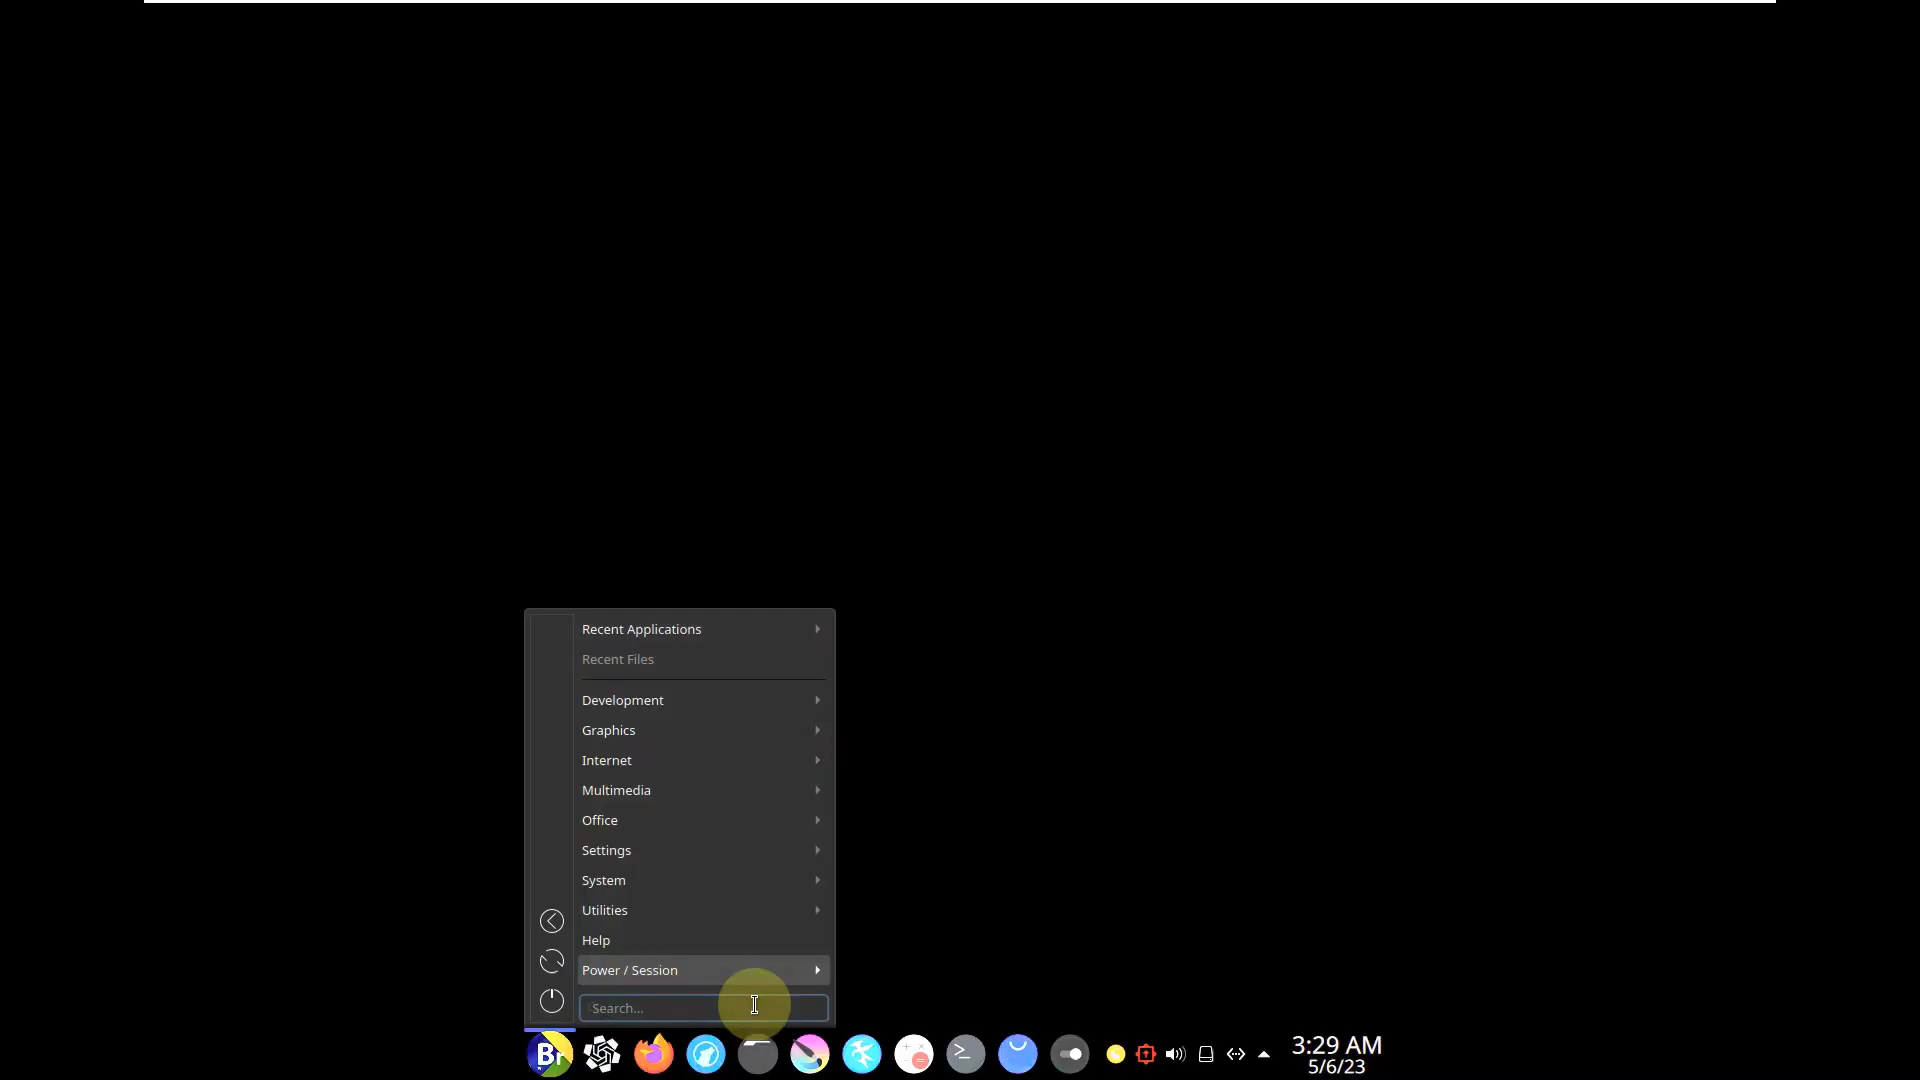 Recent Applications
Recent Files
Development
Graphics
Internet
Multimedia
Office
Settings
System
Utilities
Help
Power / Session
Search...
Br
3:29 AM
5/6/23